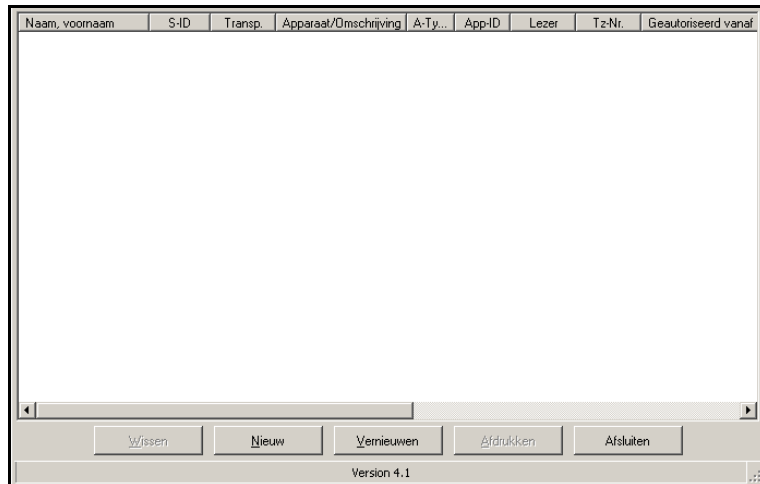 Naam, voornaam S-ID Transp. Apparaat/Omschrijving A-Ty... App-ID Lezer Tz-Nr. Geautoriseerd vanaf
Wissen Nieuw Vernieuwen Afdrukken Afsluiten
Version 4.1